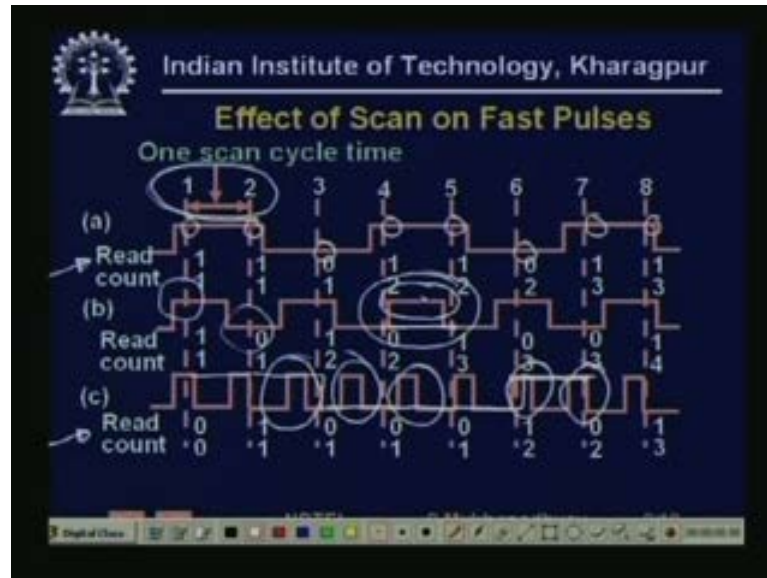 Indian Institute of Technology, Kharagpur
Effect of Scan on Fast Pulses
One scan cycle time
1 2 3 4 5 6 7 8
(a)
Read 1 1 0 1 1 0 1 1
count 1 1 1 2 2 2 3 3
(b)
Read 1 0 1 0 1 0 0 1
count 1 1 2 2 3 3 3 4
(c)
Read 0 1 0 0 0 1 0 1
count 0 1 1 1 1 2 2 3
Digital Class